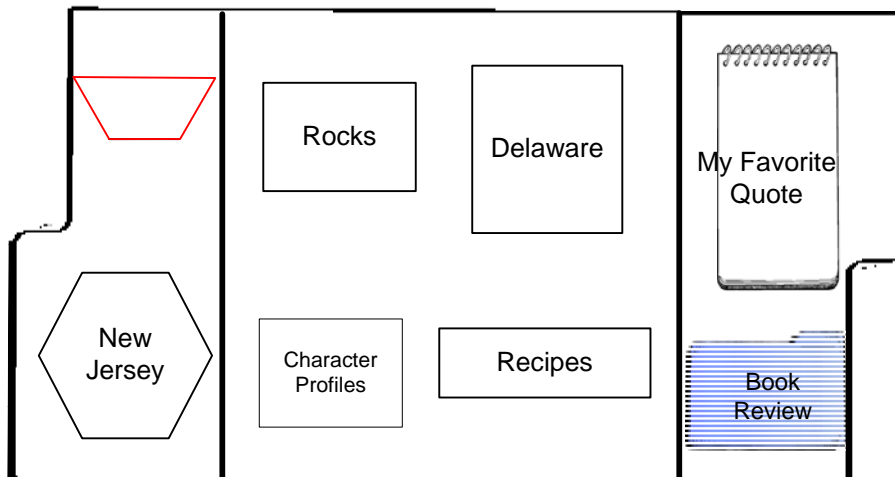 Rocks
Delaware
My Favorite
Quote
New
Jersey
Character
Profiles
Recipes
Book
Review